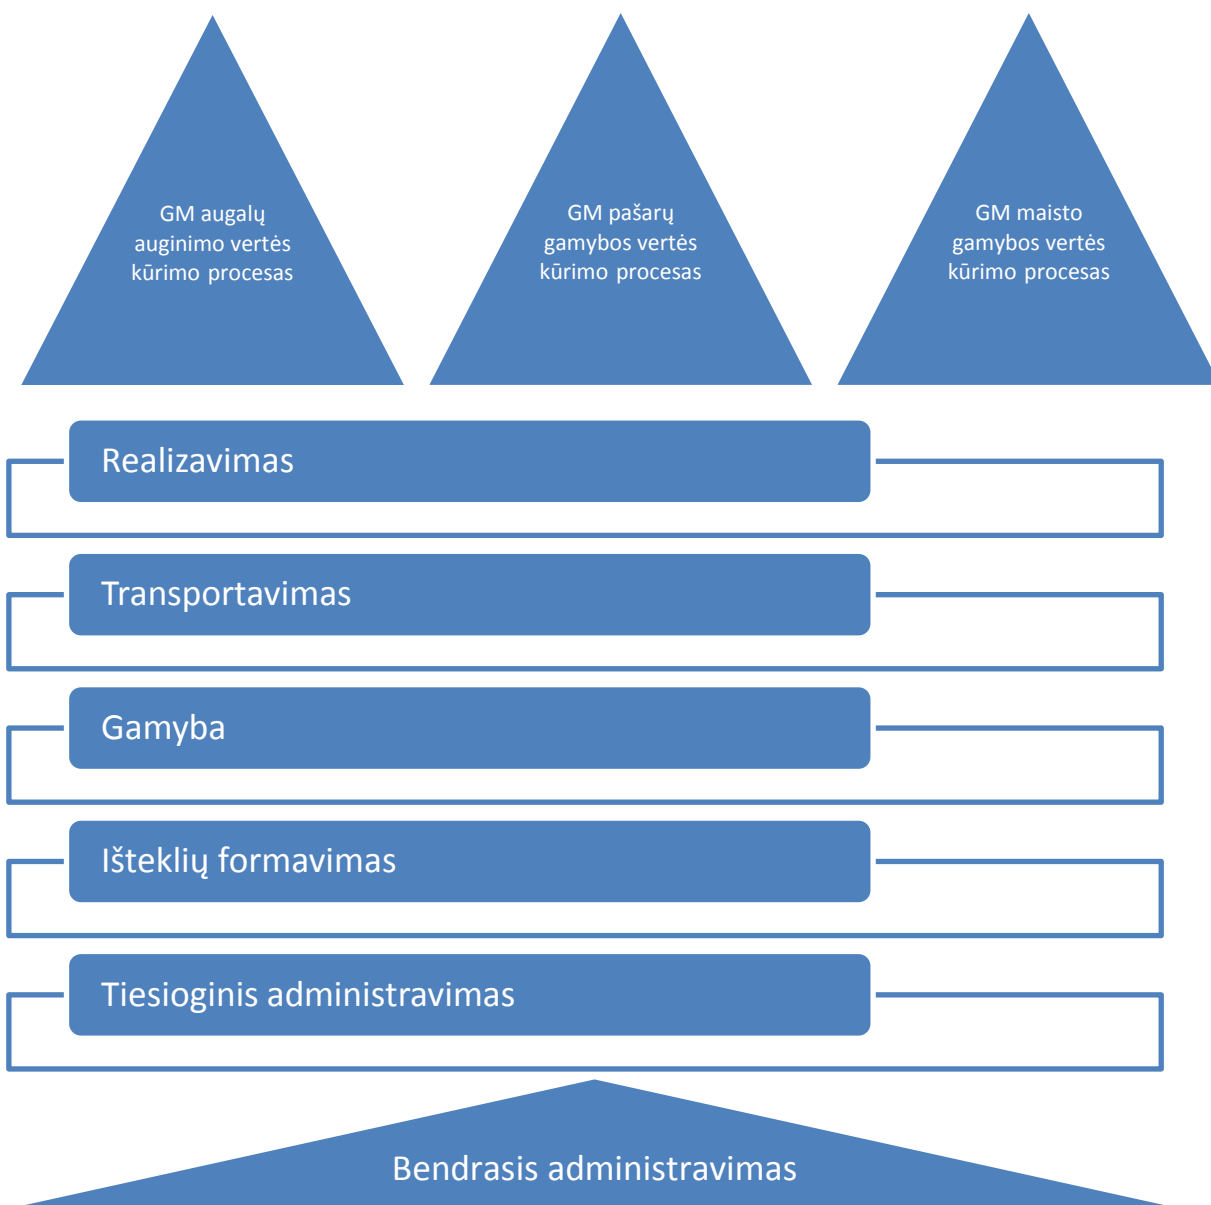 GM augalų
auginimo vertės
kūrimo procesas
GM pašarų
gamybos vertės
kūrimo procesas
GM maisto
gamybos vertės
kūrimo procesas
Realizavimas
Transportavimas
Gamyba
Išteklių formavimas
Tiesioginis administravimas
Bendrasis administravimas